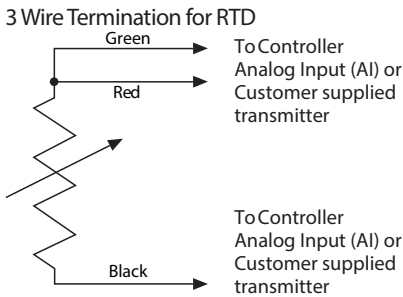 3 Wire Termination for RTD
Green
To Controller
Analog Input (AI) or
Customer supplied
transmitter
Red
To Controller
Analog Input (AI) or
Customer supplied
transmitter
Black